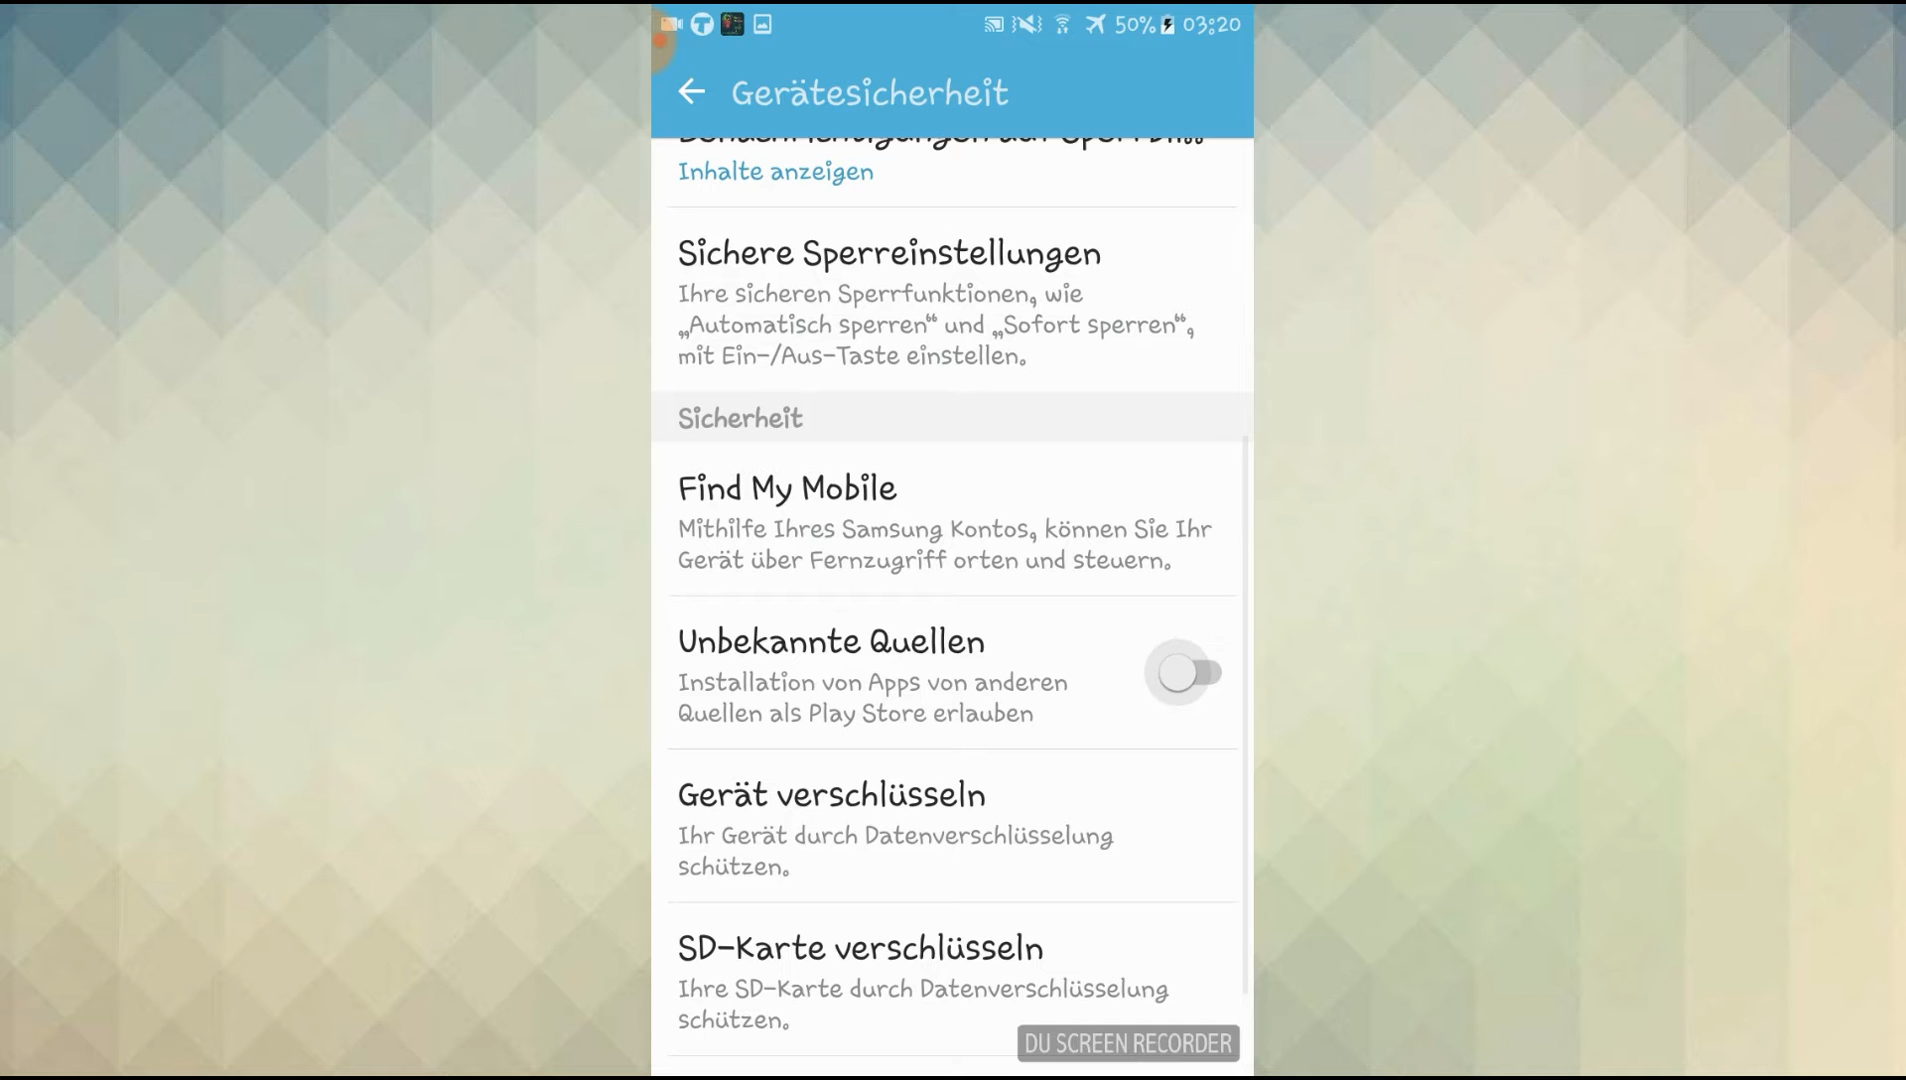 50% 03:20
Gerätesicherheit
Inhalte anzeigen
Sichere Sperreinstellungen
Ihre sicheren Sperrfunktionen, wie
„Automatisch sperren“ und „Sofort sperren“,
mit Ein-/Aus-Taste einstellen.
Sicherheit
Find My Mobile
Mithilfe Ihres Samsung Kontos, können Sie Ihr
Gerät über Fernzugriff orten und steuern.
Unbekannte Quellen
Installation von Apps von anderen
Quellen als Play Store erlauben
Gerät verschlüsseln
Ihr Gerät durch Datenverschlüsselung
schützen.
SD-Karte verschlüsseln
Ihre SD-Karte durch Datenverschlüsselung
schützen.
DU SCREEN RECORDER